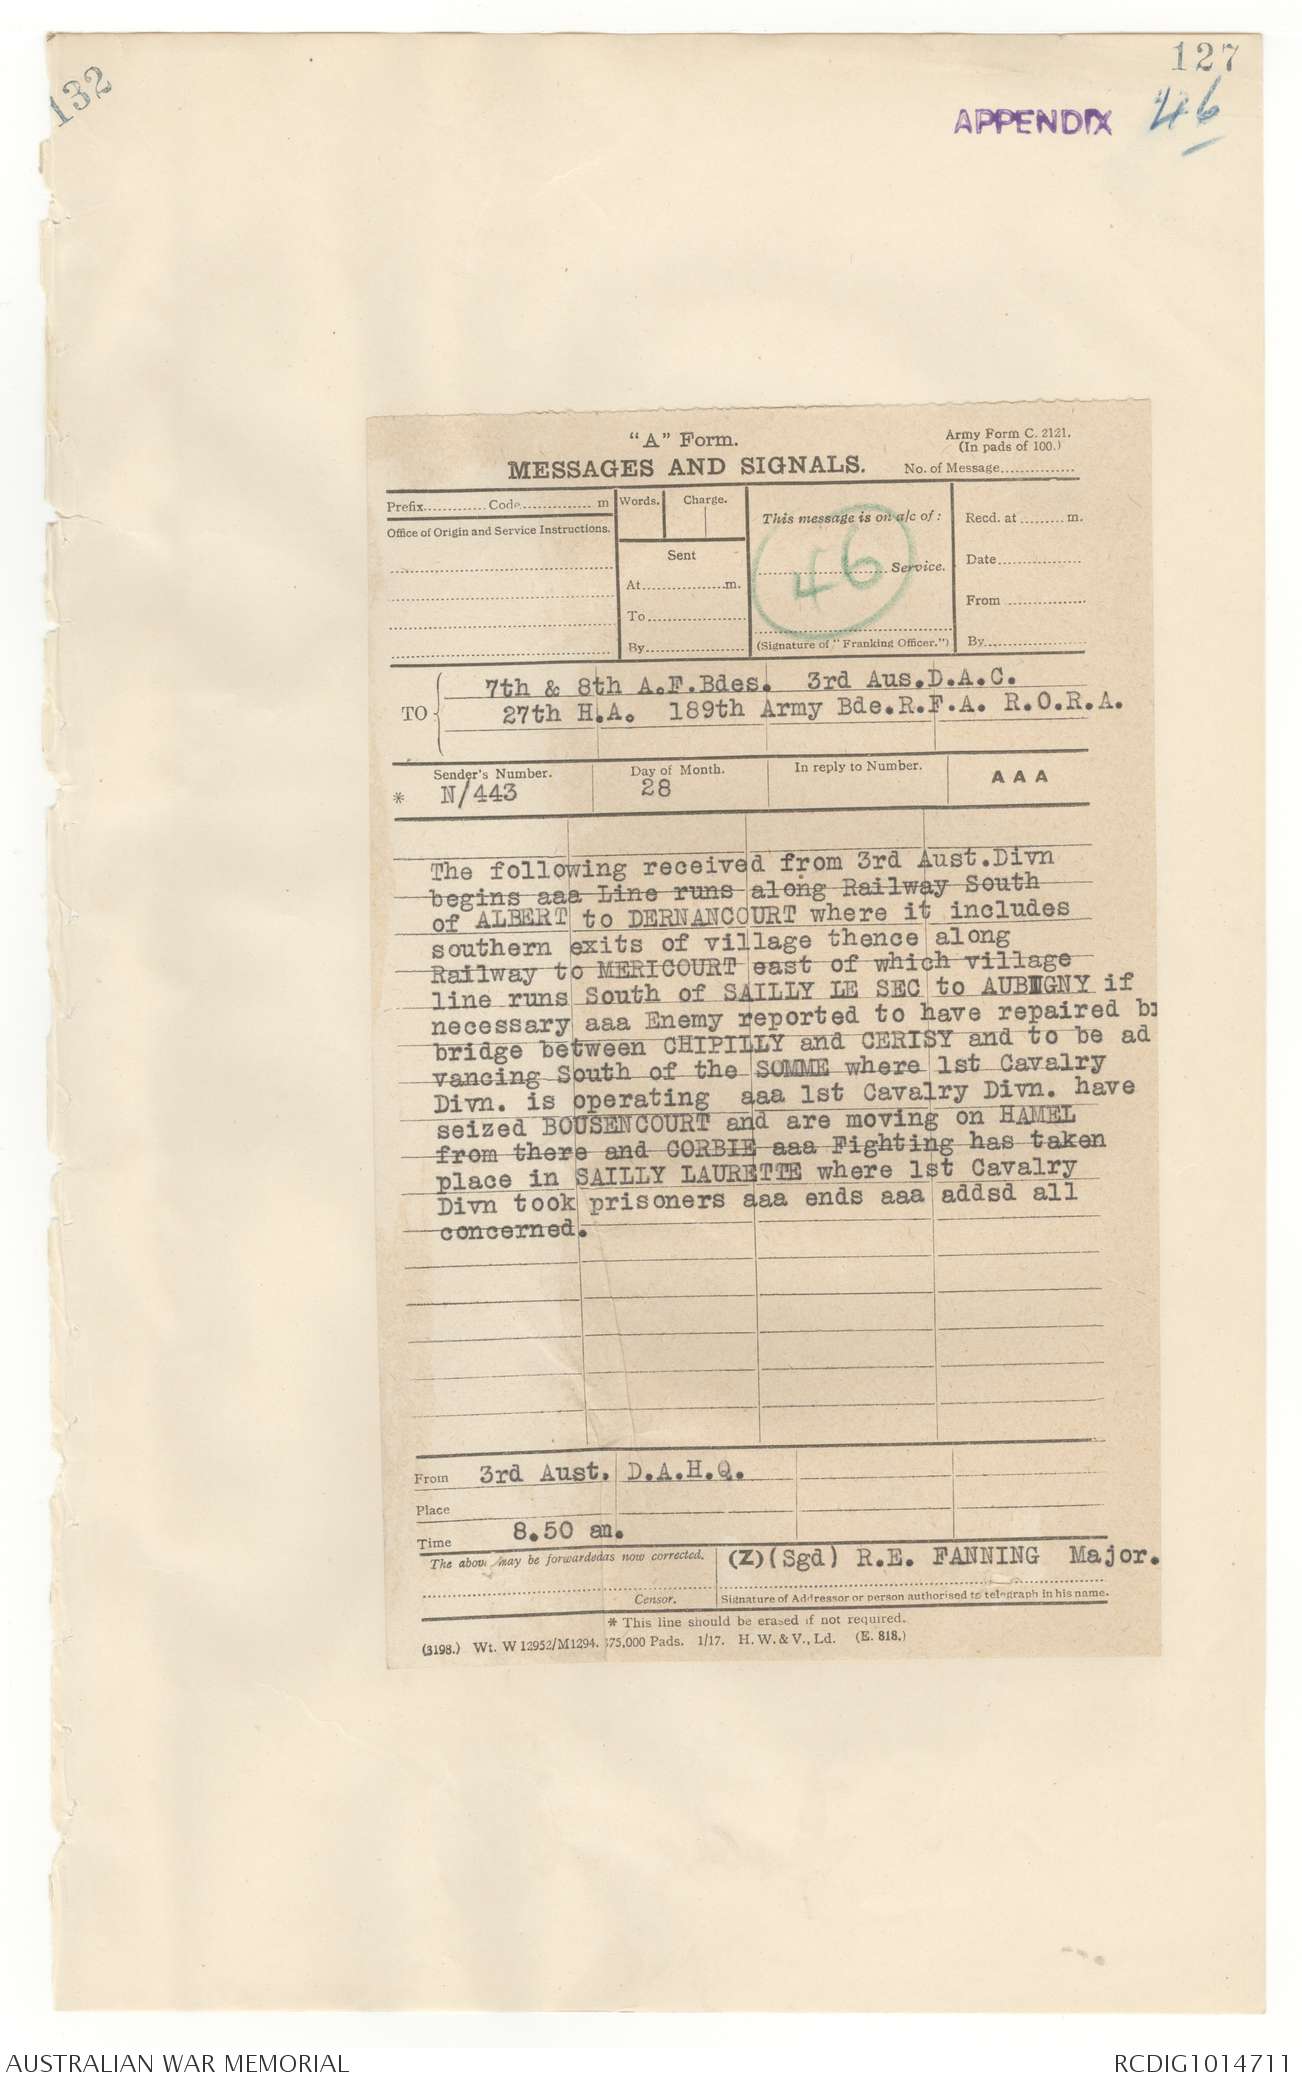 132
127
APPENDIX 46
"A" Form.
Army Form C. 2121.
(In pads of 100.)
MESSAGES AND SIGNALS.
No. of Message...............
Prefix............. Code............... m
Words. Charge.
This message is on a/c of:
Recd. at ......... m.
Office of Origin and Service Instructions.
Sent
46
Service.
Date.................
At...................m.
From .................
To.....................
By.....................
(Signature of "Franking Officer.")
By.....................
TO
7th & 8th A.F.Bdes. 3rd Aus.D.A.C.
27th H.A. 189th Army Bde.R.F.A. R.O.R.A.
Sender's Number. Day of Month. In reply to Number. AAA
* N/443 28
The following received from 3rd Aust.Divn
begins aaa Line runs along Railway South
of ALBERT to DERNANCOURT where it includes
southern exits of village thence along
Railway to MERICOURT east of which village
line runs South of SAILLY LE SEC to AUBIGNY if
necessary aaa Enemy reported to have repaired br
bridge between CHIPILLY and CERISY and to be ad
vancing South of the SOMME where 1st Cavalry
Divn. is operating aaa 1st Cavalry Divn. have
seized BOUSENCOURT and are moving on HAMEL
from there and CORBIE aaa Fighting has taken
place in SAILLY LAURETTE where 1st Cavalry
Divn took prisoners aaa ends aaa addsd all
concerned.
From 3rd Aust. D.A.H.Q.
Place
Time 8.50 am.
The above may be forwarded as now corrected. (Z) (Sgd) R.E. FANNING Major.
Censor. Signature of Addressor or person authorised to telegraph in his name.
* This line should be erased if not required.
(3198.) Wt. W 12952/M1294. 375,000 Pads. 1/17. H. W. & V., Ld. (E. 818.)
AUSTRALIAN WAR MEMORIAL
RCDIG1014711